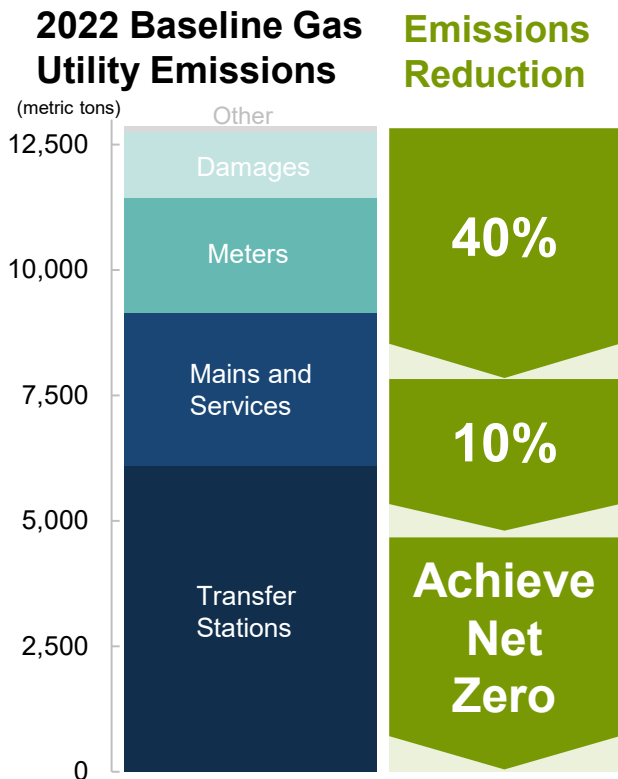 2022 Baseline Gas
Utility Emissions
(metric tons)
Emissions
Reduction
12,500
10,000
7,500
5,000
2,500
0
Other
Damages
Meters
Mains and
Services
Transfer
Stations
40%
10%
Achieve
Net
Zero